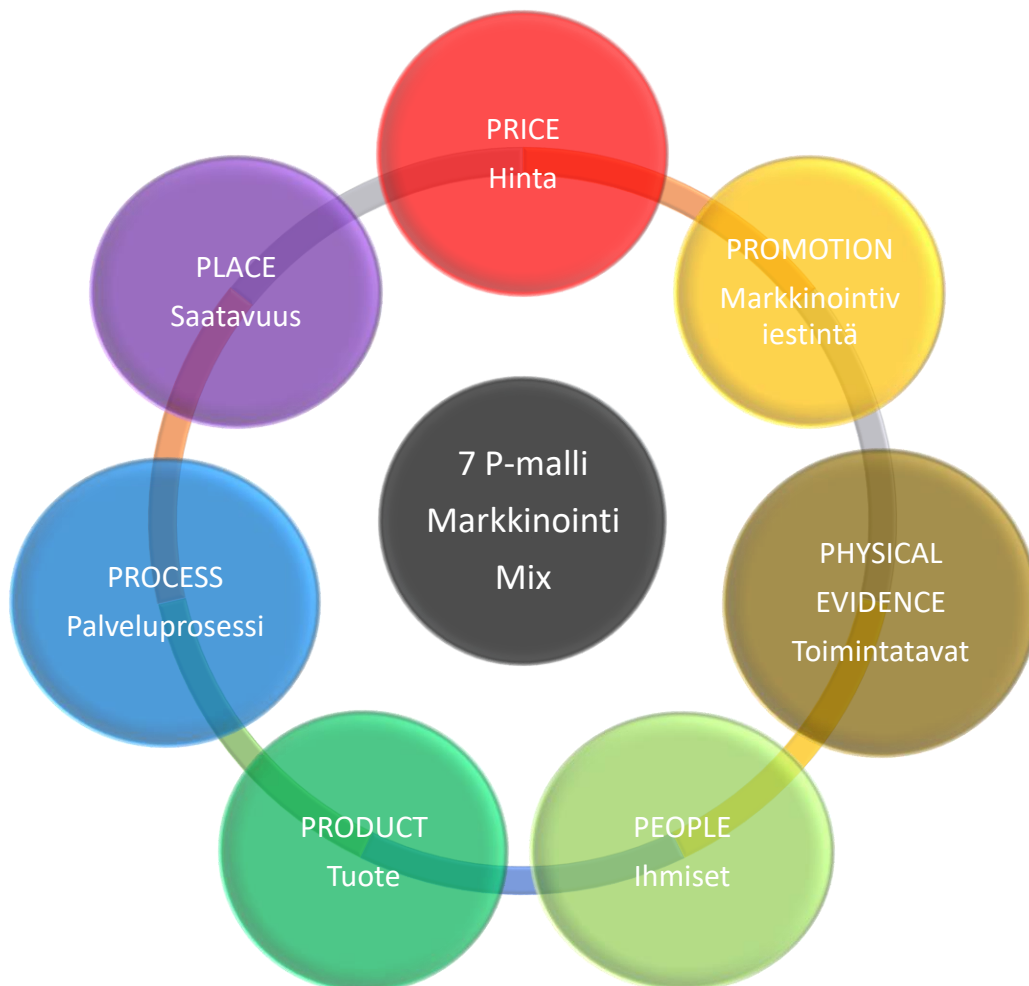 PRICE
Hinta
PROMOTION
Markkinointiv
iestintä
PHYSICAL
EVIDENCE
Toimintatavat
PEOPLE
Ihmiset
PRODUCT
Tuote
PROCESS
Palveluprosessi
PLACE
Saatavuus
7 P-malli
Markkinointi
Mix